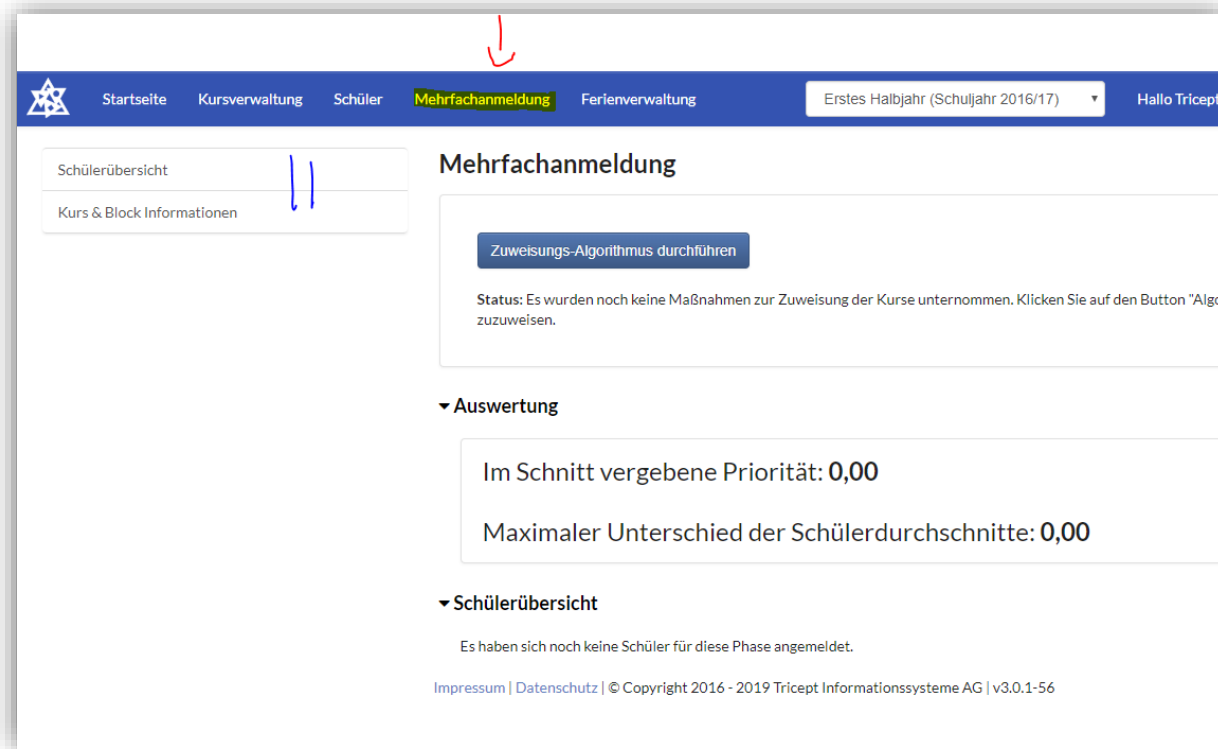 Startseite Kursverwaltung Schüler Mehrfachanmeldung Ferienverwaltung Erstes Halbjahr (Schuljahr 2016/17) Hallo Tricept
Schülerübersicht
Kurs & Block Informationen
Mehrfachanmeldung
Zuweisungs-Algorithmus durchführen
Status: Es wurden noch keine Maßnahmen zur Zuweisung der Kurse unternommen. Klicken Sie auf den Button "Algo
zuzuweisen.
Auswertung
Im Schnitt vergebene Priorität: 0,00
Maximaler Unterschied der Schülerdurchschnitte: 0,00
Schülerübersicht
Es haben sich noch keine Schüler für diese Phase angemeldet.
Impressum | Datenschutz | © Copyright 2016 - 2019 Tricept Informationssysteme AG | v3.0.1-56